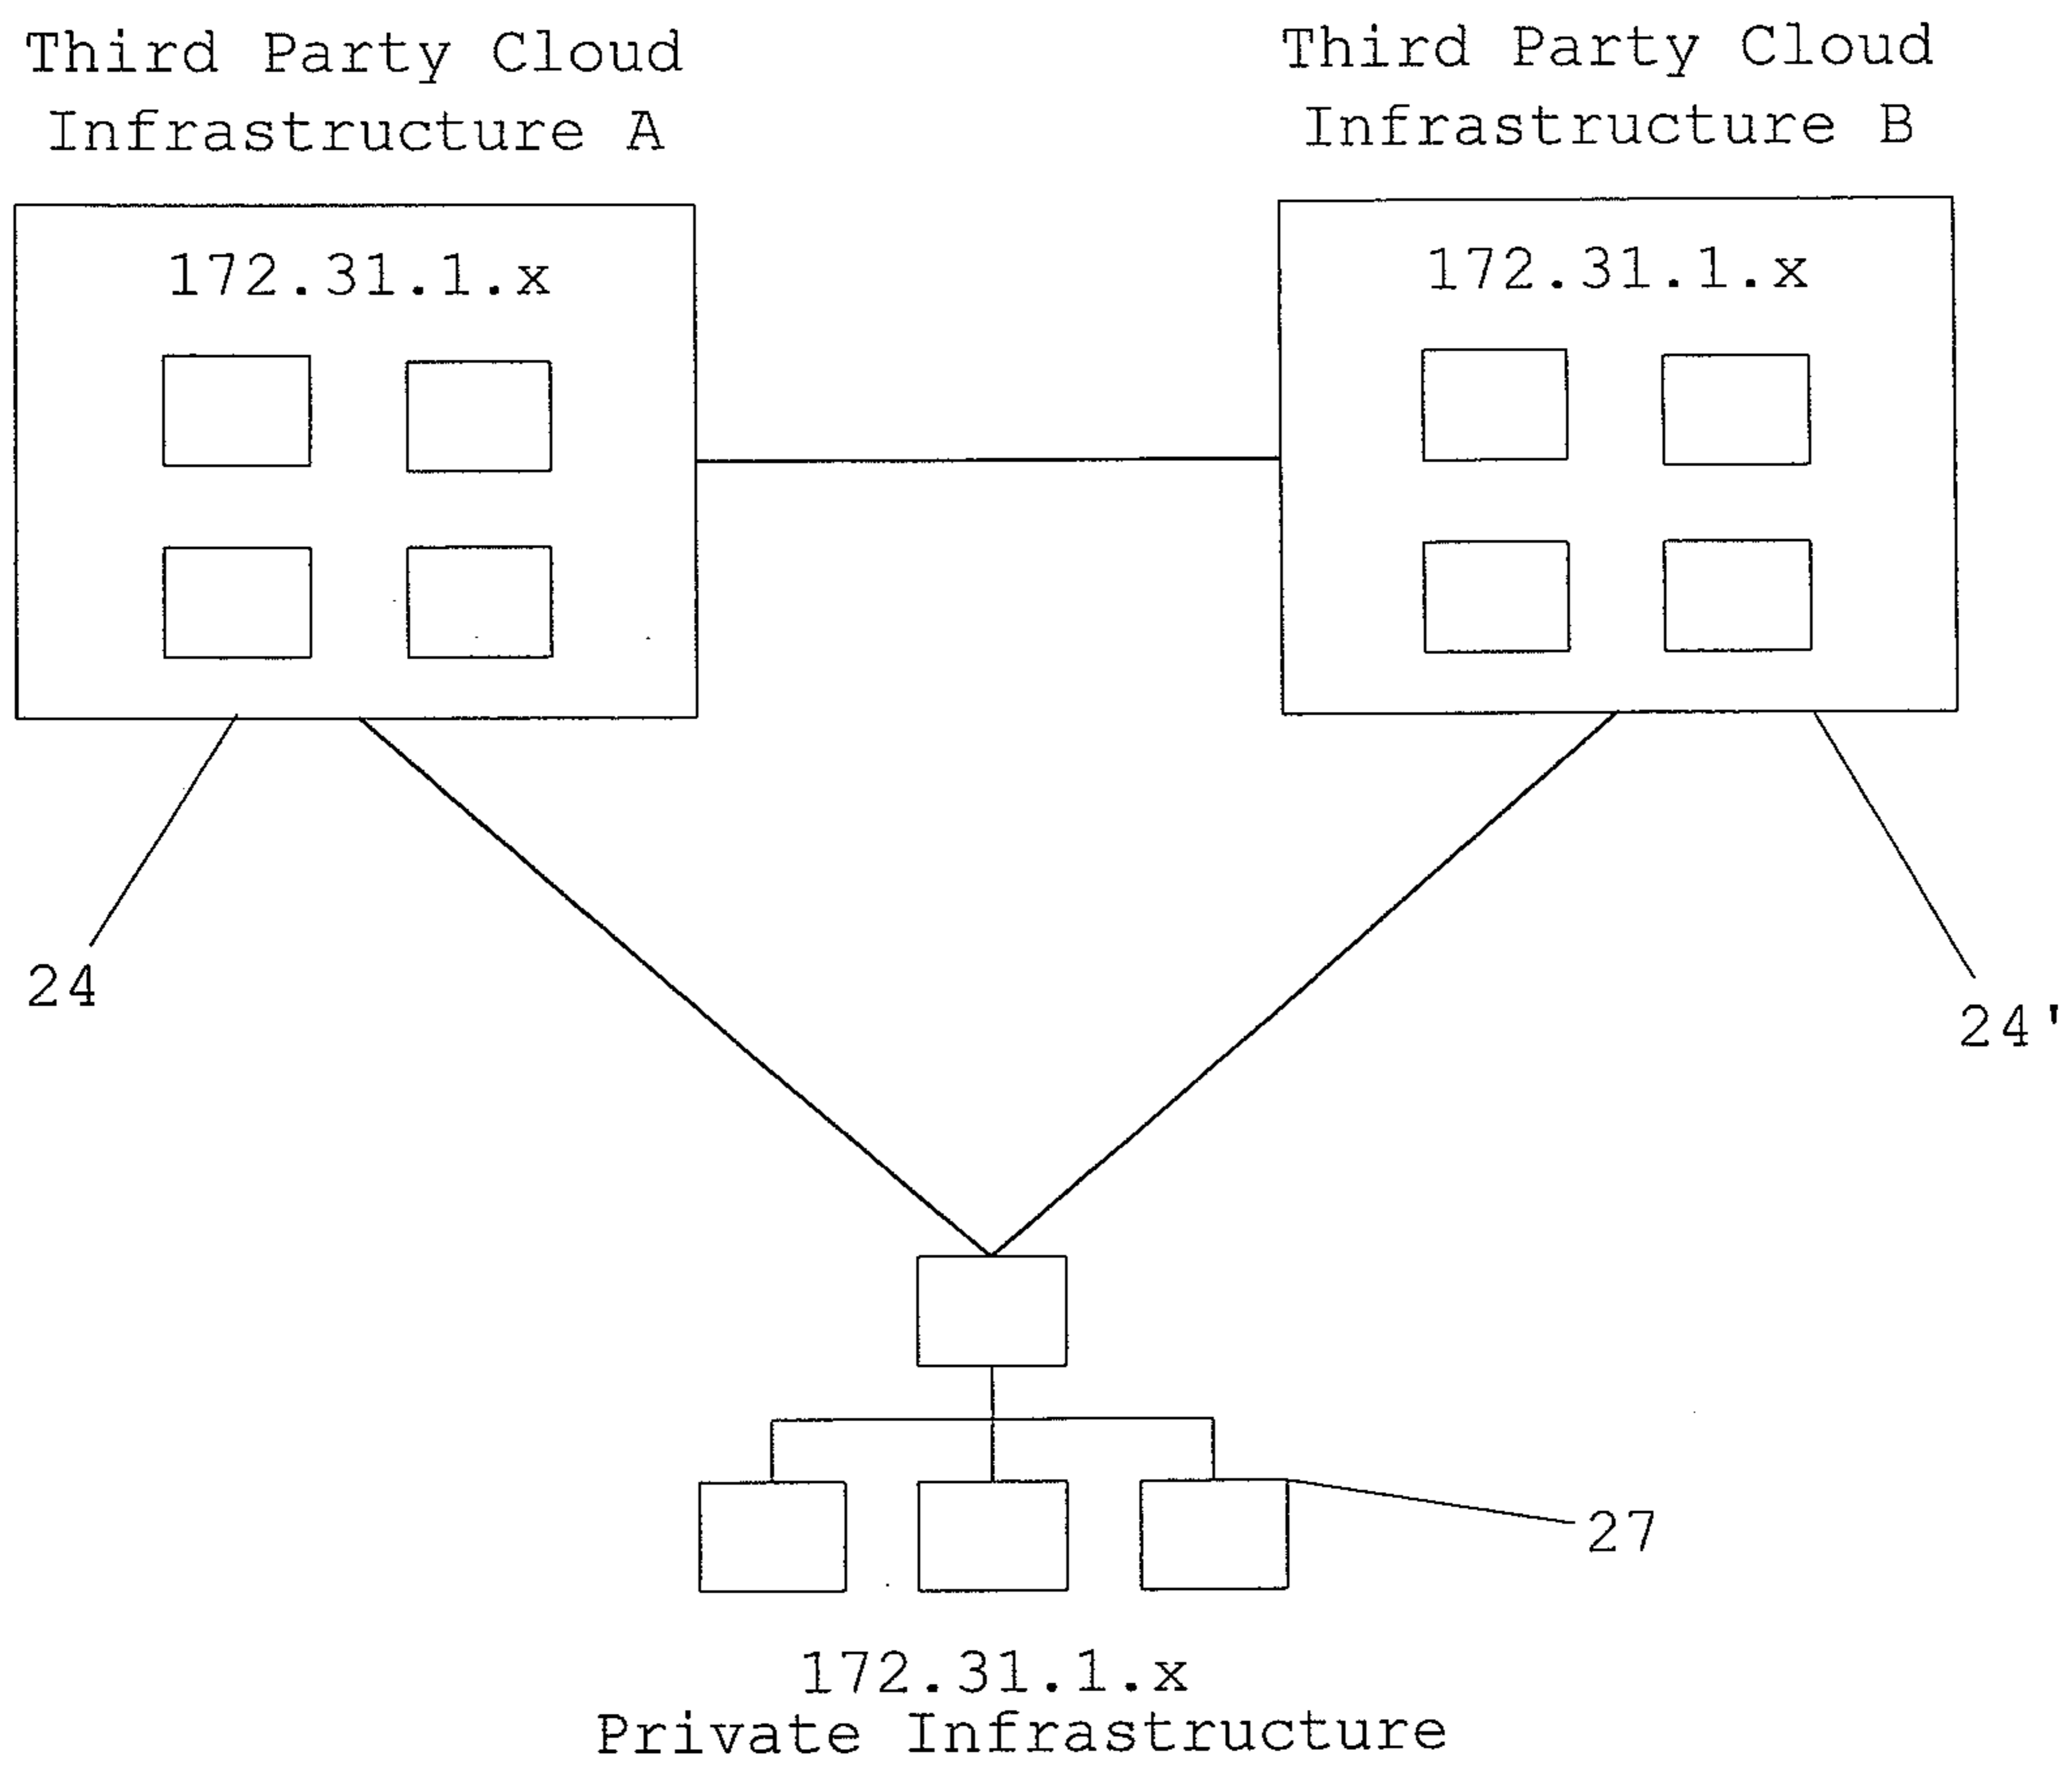 Third Party Cloud
Infrastructure A
Third Party Cloud
Infrastructure B
172.31.1.x
172.31.1.x
24
24'
27
172.31.1.x
Private Infrastructure